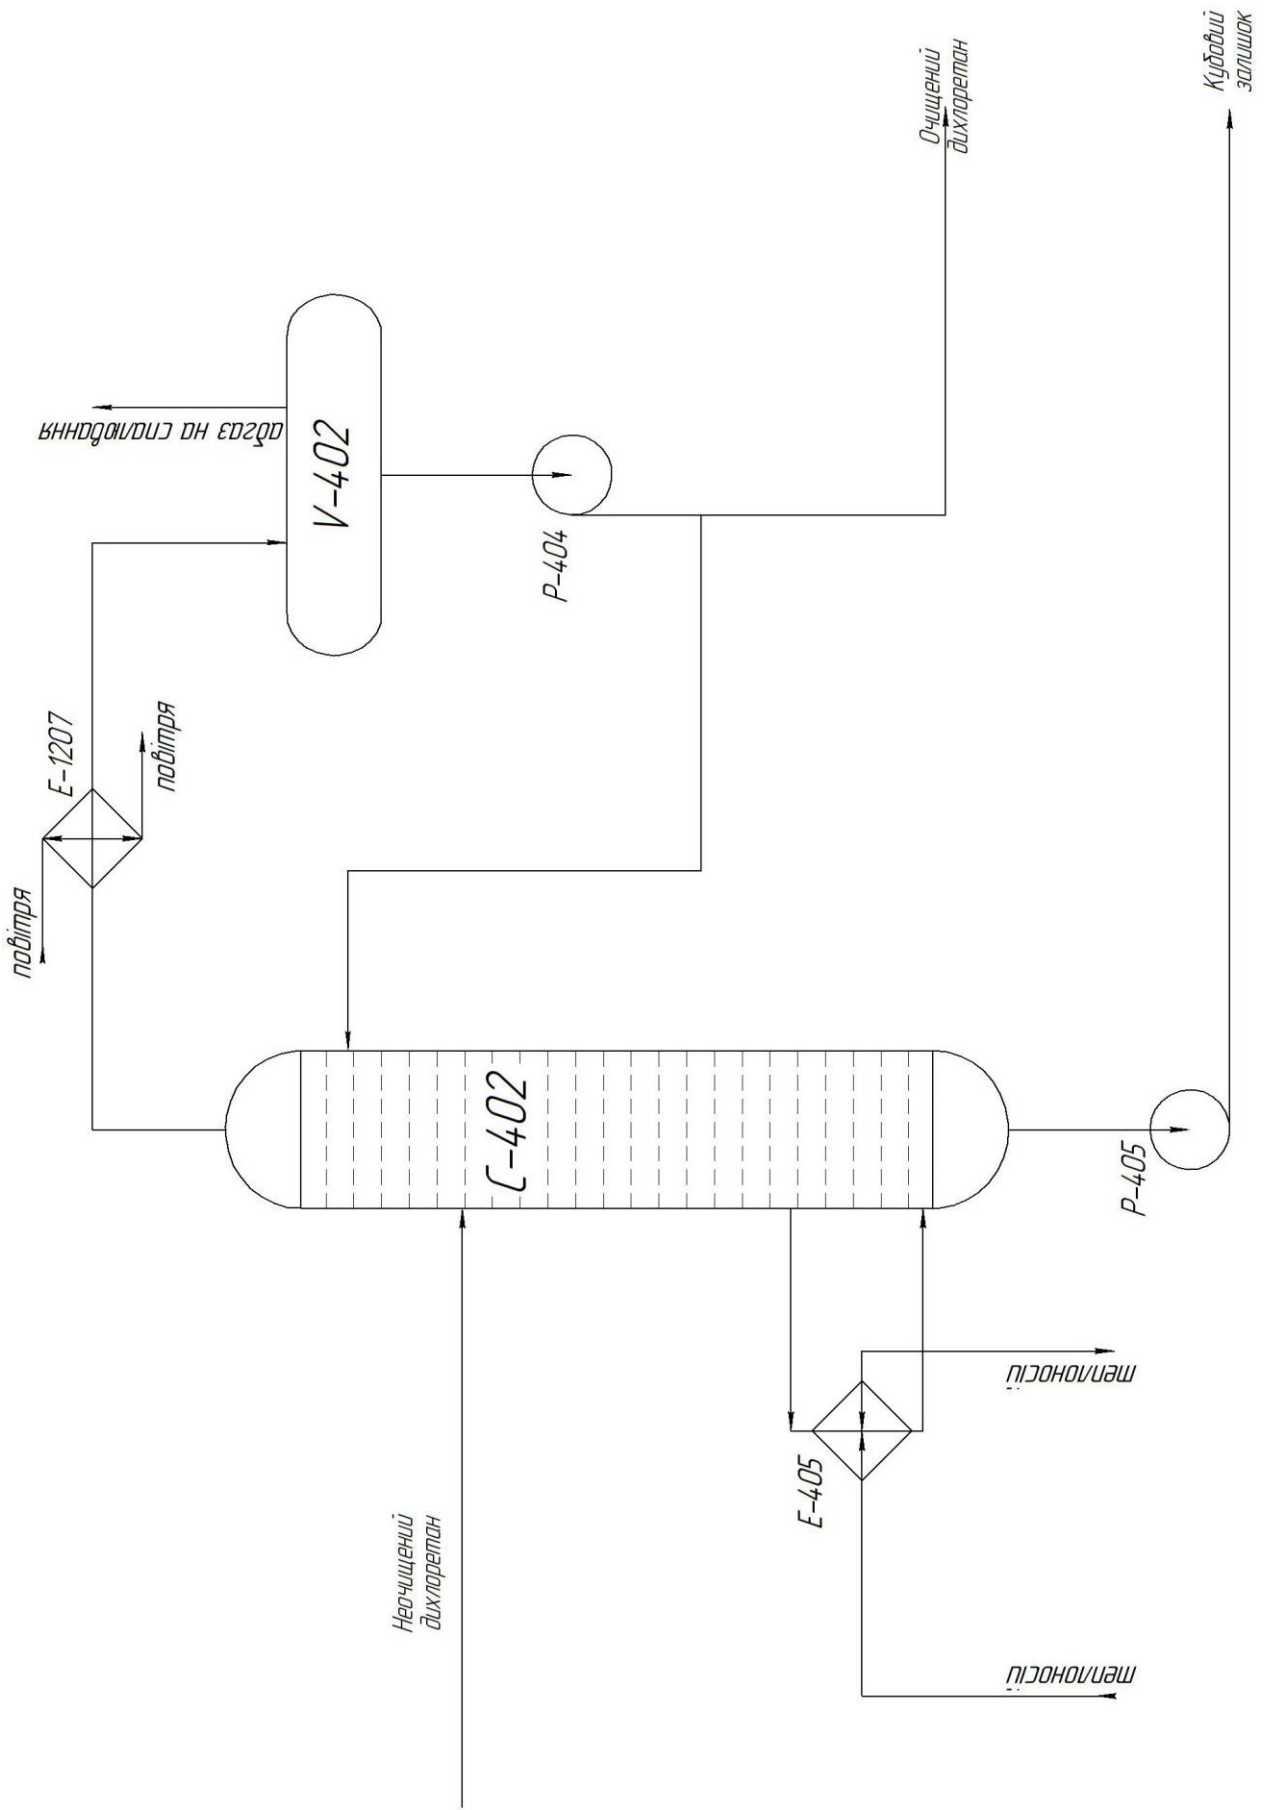 повітря
E-1207
повітря
абгаз на спалювання
V-402
P-404
Очищений
дихлоретан
Кубовий
залишок
C-402
Неочищений
дихлоретан
E-405
теплоносій
теплоносій
P-405